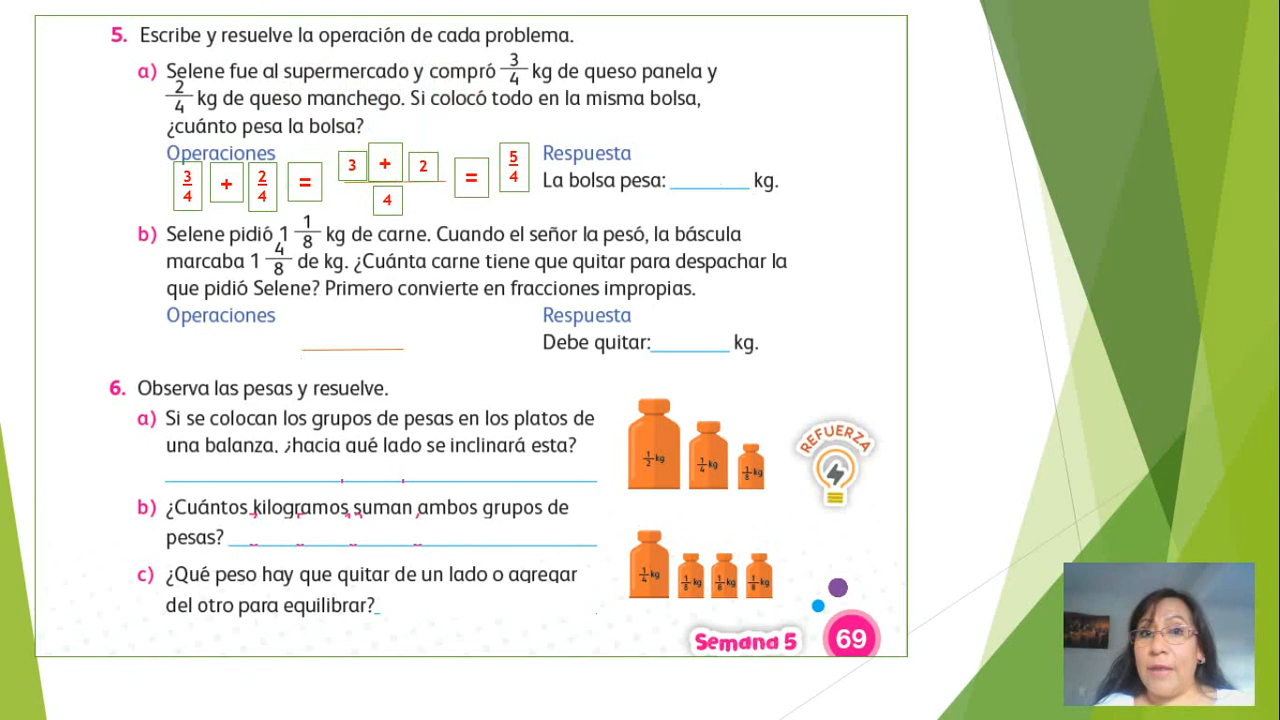 5. Escribe y resuelve la operación de cada problema.
a) Selene fue al supermercado y compró 3/4 kg de queso panela y
2/4 kg de queso manchego. Si colocó todo en la misma bolsa,
¿cuánto pesa la bolsa?
Operaciones
3/4 + 2/4 = 3 + 2 / 4 = 5/4
Respuesta
La bolsa pesa: ________ kg.
b) Selene pidió 1 1/8 kg de carne. Cuando el señor la pesó, la báscula
marcaba 1 4/8 de kg. ¿Cuánta carne tiene que quitar para despachar la
que pidió Selene? Primero convierte en fracciones impropias.
Operaciones
Respuesta
Debe quitar:________ kg.
6. Observa las pesas y resuelve.
a) Si se colocan los grupos de pesas en los platos de
una balanza, ¿hacia qué lado se inclinará esta?
b) ¿Cuántos kilogramos suman ambos grupos de
pesas?
c) ¿Qué peso hay que quitar de un lado o agregar
del otro para equilibrar?
1/2 kg 1/4 kg 1/8 kg
REFUERZA
1/4 kg 1/8 kg 1/8 kg 1/8 kg
Semana 5 69